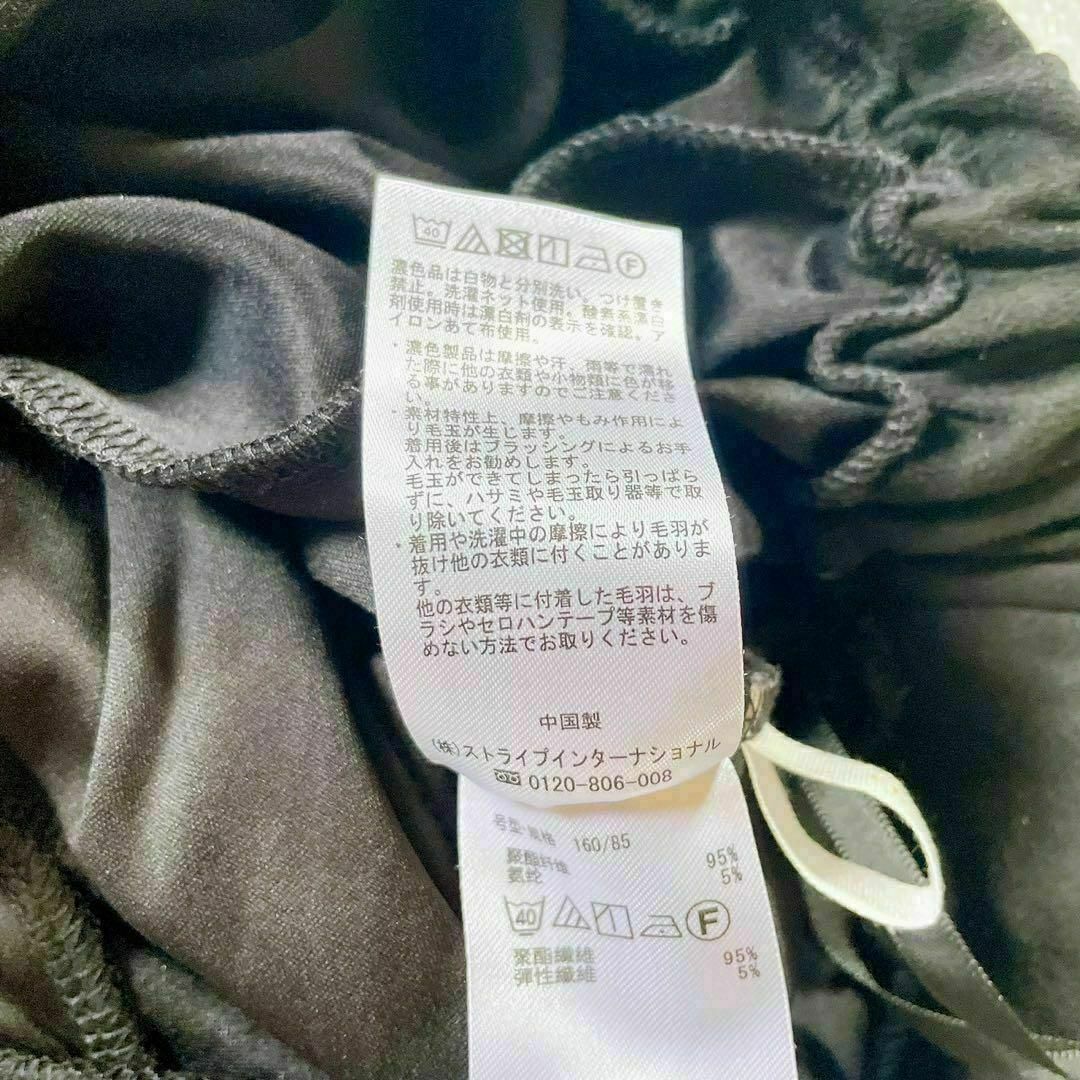 40 F
濃色品は白物と分別洗い。つけ置き
禁止。洗濯ネット使用。酸素系漂白
剤使用時は漂白剤の表示を確認。ア
イロンあて布使用。
・濃色製品は摩擦や汗、雨等で濡れ
た際に他の衣類や小物類に色が移
る事がありますのでご注意くださ
い。
・素材特性上、摩擦やもみ作用によ
り毛玉が生じます。
着用後はブラッシングによるお手
入れをお勧めします。
毛玉ができてしまったら引っぱら
ずに、ハサミや毛玉取り器等で取
り除いてください。
・着用や洗濯中の摩擦により毛羽が
抜け他の衣類に付くことがありま
す。
他の衣類等に付着した毛羽は、ブ
ラシやセロハンテープ等素材を傷
めない方法でお取りください。
中国製
(株)ストライプインターナショナル
0120-806-008
号型·规格 160/85
聚酯纤维 95%
氨纶 5%
40 F
聚酯纖維 95%
彈性纖維 5%